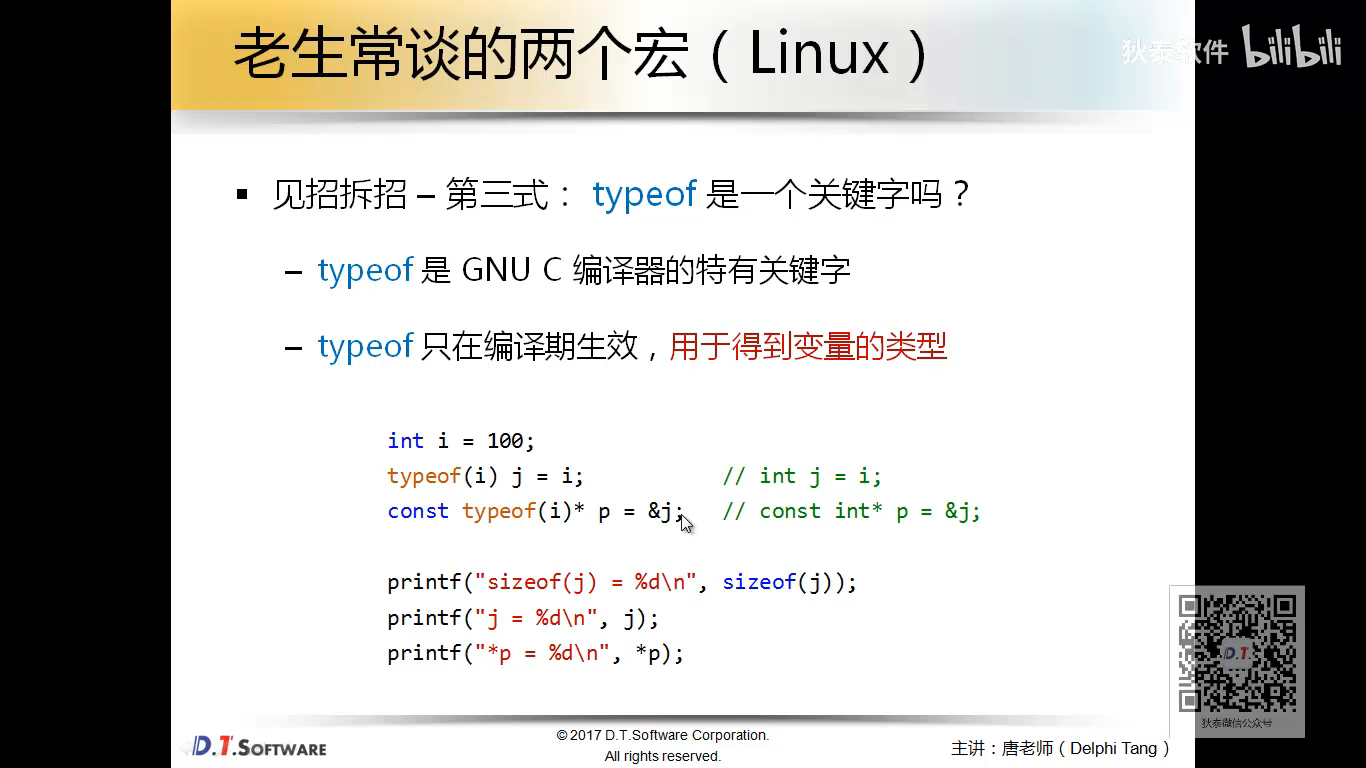 老生常谈的两个宏（Linux）
狄泰软件 bilibili
▪ 见招拆招 – 第三式： typeof 是一个关键字吗？
– typeof 是 GNU C 编译器的特有关键字
– typeof 只在编译期生效，用于得到变量的类型
int i = 100;
typeof(i) j = i; // int j = i;
const typeof(i)* p = &j; // const int* p = &j;
printf("sizeof(j) = %d\n", sizeof(j));
printf("j = %d\n", j);
printf("*p = %d\n", *p);
D.T.
狄泰微信公众号
D.T.SOFTWARE
© 2017 D.T.Software Corporation.
All rights reserved.
主讲：唐老师（Delphi Tang）